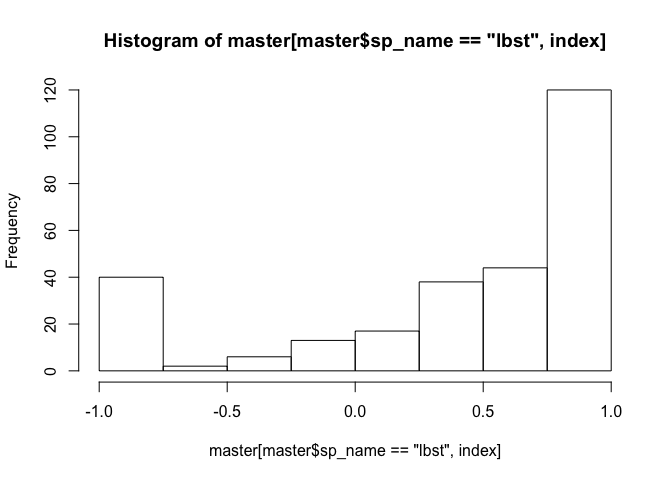 Histogram of master[master$sp_name == "lbst", index]
Frequency
120
100
80
60
40
20
0
-1.0 -0.5 0.0 0.5 1.0
master[master$sp_name == "lbst", index]